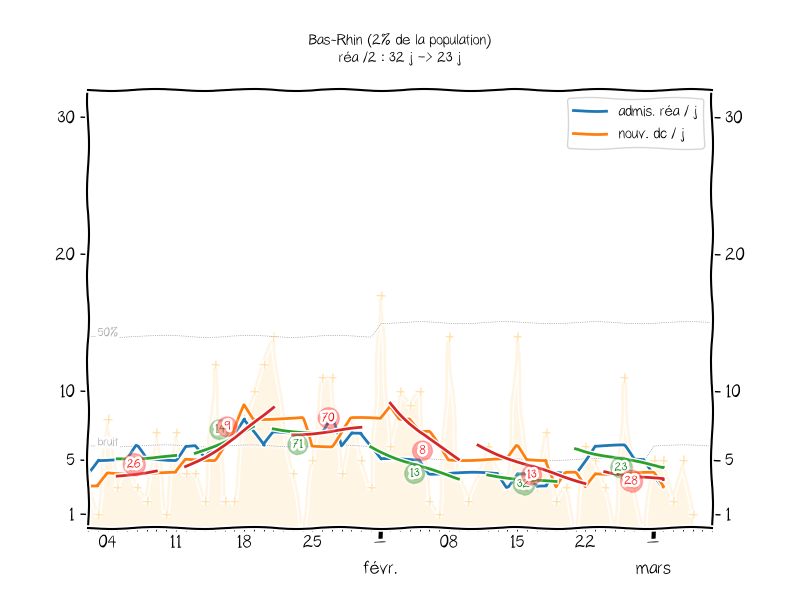 Bas-Rhin (2% de la population)
réa /2 : 32 j -> 23 j
admis. réa / j
nouv. dc / j
30 30
20 20
50%
10 10
bruit
70
71
8
26
13
13
23
28
5 5
1 1
04 11 18 25 1 08 15 22 1
févr. mars